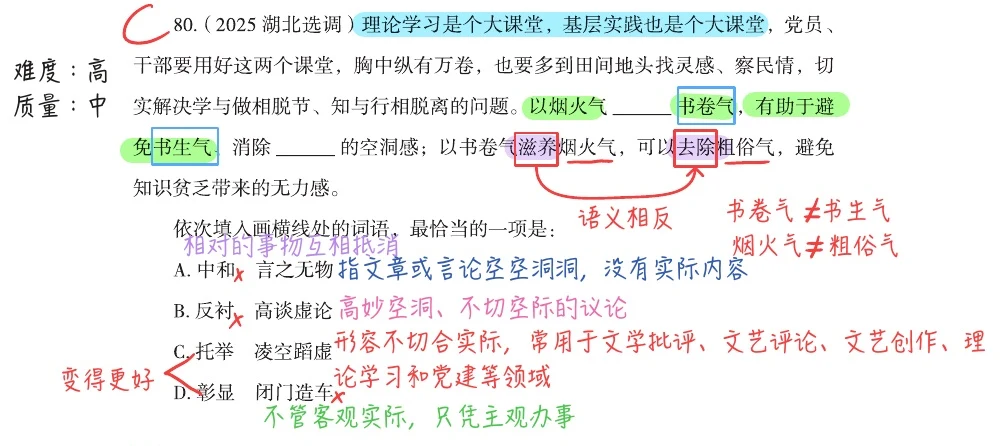 80.（2025 湖北选调）理论学习是个大课堂，基层实践也是个大课堂，党员、
难度：高
干部要用好这两个课堂，胸中纵有万卷，也要多到田间地头找灵感、察民情，切
质量：中
实解决学与做相脱节、知与行相脱离的问题。以烟火气______书卷气，有助于避
免书生气，消除______的空洞感；以书卷气滋养烟火气，可以去除粗俗气，避免
知识贫乏带来的无力感。
语义相反
书卷气≠书生气
烟火气≠粗俗气
依次填入画横线处的词语，最恰当的一项是：
相对的事物互相抵消
A. 中和× 言之无物 指文章或言论空空洞洞，没有实际内容
B. 反衬× 高谈虚论 高妙空洞、不切空际的议论
C. 托举 凌空蹈虚 形容不切合实际，常用于文学批评、文艺评论、文艺创作、理
论学习和党建等领域
变得更好
D. 彰显 闭门造车×
不管客观实际，只凭主观办事